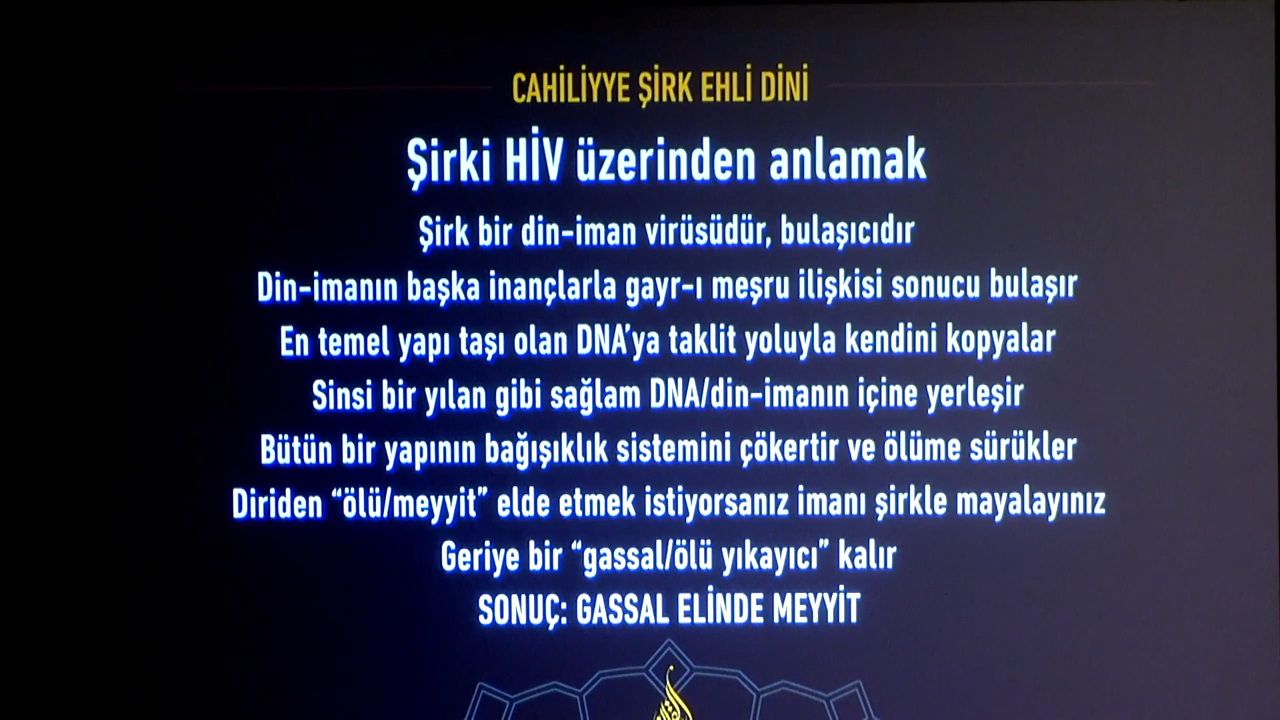 CAHİLİYYE ŞİRK EHLİ DİNİ
Şirki HİV üzerinden anlamak
Şirk bir din-iman virüsüdür, bulaşıcıdır
Din-imanın başka inançlarla gayr-ı meşru ilişkisi sonucu bulaşır
En temel yapı taşı olan DNA'ya taklit yoluyla kendini kopyalar
Sinsi bir yılan gibi sağlam DNA/din-imanın içine yerleşir
Bütün bir yapının bağışıklık sistemini çökertir ve ölüme sürükler
Diriden “ölü/meyyit” elde etmek istiyorsanız imanı şirkle mayalayınız
Geriye bir “gassal/ölü yıkayıcı” kalır
SONUÇ: GASSAL ELİNDE MEYYİT